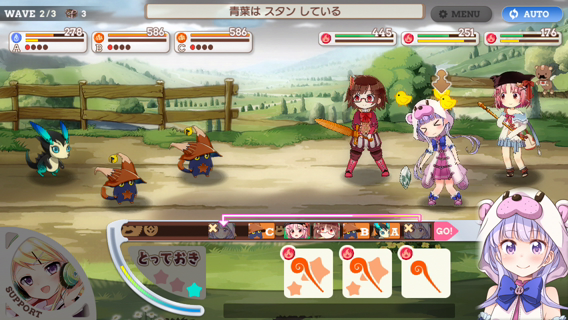 WAVE 2/3 3
青葉は スタン している
MENU
AUTO
278
586
586
445
251
176
A
B
C
C
B
A
GO!
とっておき
SUPPORT